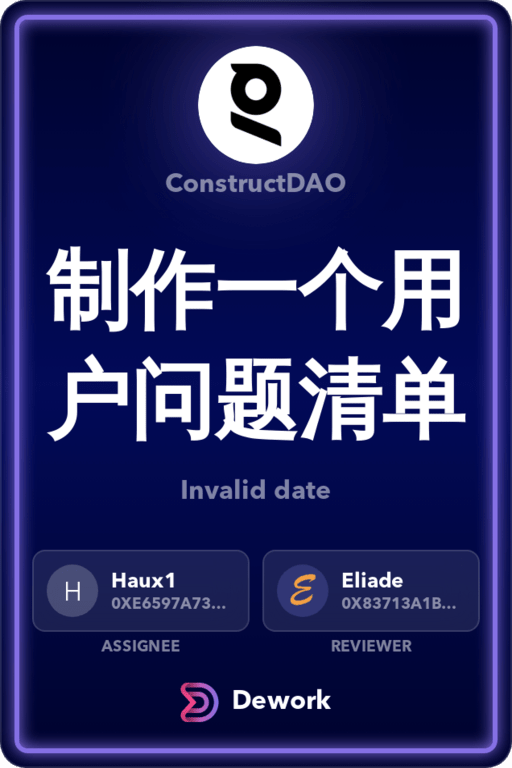 ConstructDAO
制作一个用
户问题清单
Invalid date
H
Haux1
0XE6597A73...
ASSIGNEE
E
Eliade
0X83713A1B...
REVIEWER
Dework